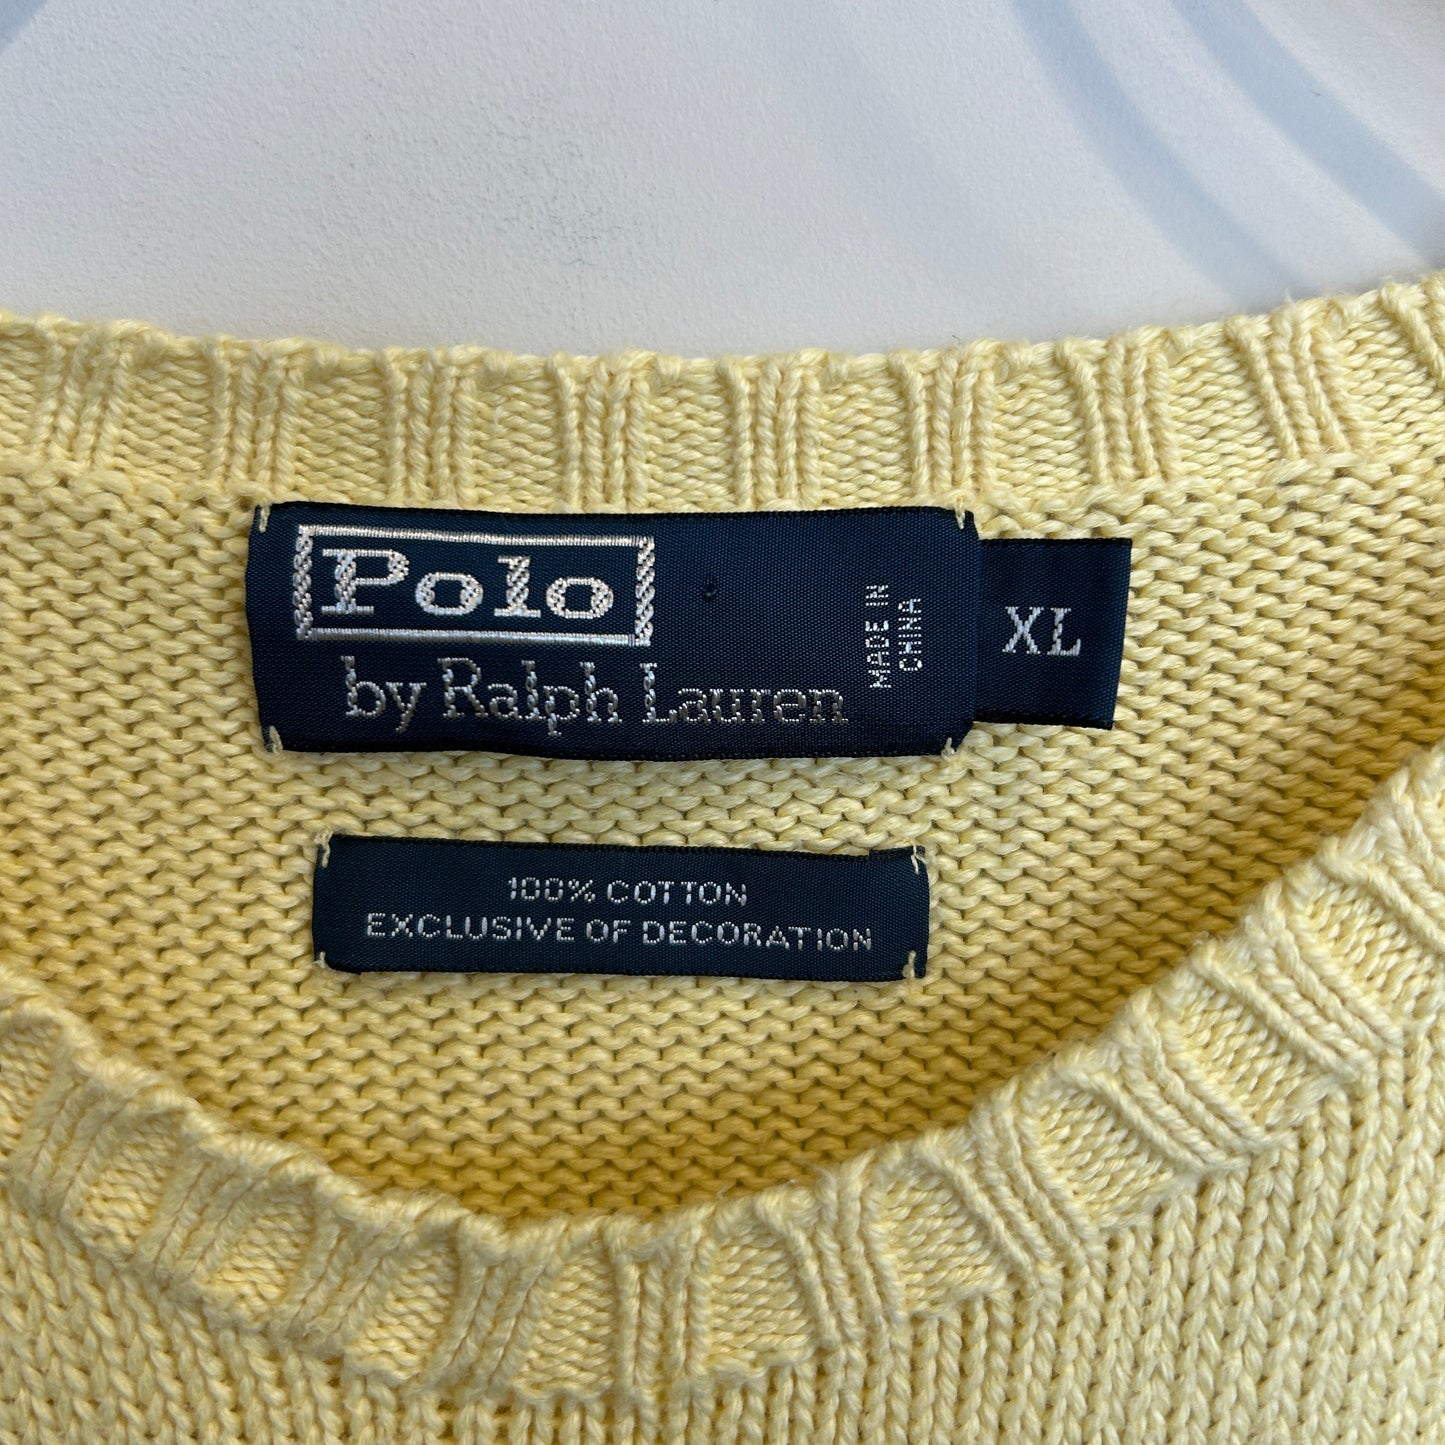 Polo
by Ralph Lauren
MADE IN
CHINA
XL
100% COTTON
EXCLUSIVE OF DECORATION